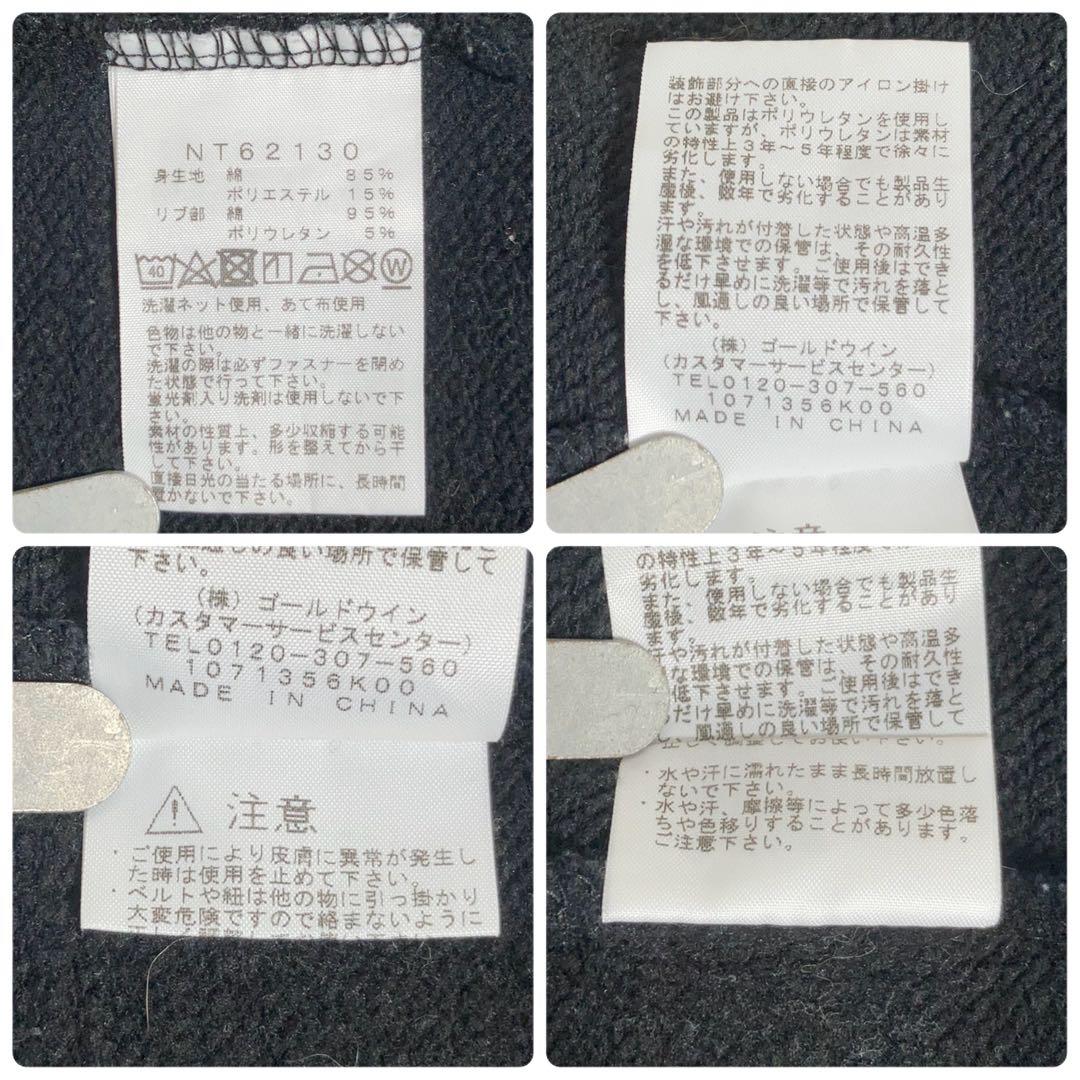 NT62130
身生地 綿 85%
ポリエステル 15%
リブ部 綿 95%
ポリウレタン 5%
40 W
洗濯ネット使用、あて布使用
色物は他の物と一緒に洗濯しない
で下さい。
洗濯の際は必ずファスナーを閉め
た状態で行って下さい。
蛍光剤入り洗剤は使用しないで下
さい。
素材の性質上、多少収縮する可能
性があります。形を整えてから干
して下さい。
直接日光の当たる場所に、長時間
置かないで下さい。
装飾部分への直接のアイロン掛け
はお避け下さい。
この製品はポリウレタンを使用し
ていますが、ポリウレタンは素材
の特性上3年～5年程度で徐々に
劣化します。
また、使用しない場合でも製品生
産後、数年で劣化することがあり
ます。
汗や汚れが付着した状態や高温多
湿な環境での保管は、その耐久性
を低下させます。ご使用後はでき
るだけ早めに洗濯等で汚れを落と
し、風通しの良い場所で保管して
下さい。
(株)ゴールドウイン
(カスタマーサービスセンター)
TEL0120-307-560
1071356K00
MADE IN CHINA
注意
通しの良い場所で保管して
下さい。
(株)ゴールドウイン
(カスタマーサービスセンター)
TEL0120-307-560
1071356K00
MADE IN CHINA
注意
・ご使用により皮膚に異常が発生し
た時は使用を止めて下さい。
・ベルトや紐は他の物に引っ掛かり
大変危険ですので絡まないように
の特性上3年～5年程度で
劣化します。
また、使用しない場合でも製品生
産後、数年で劣化することがあり
ます。
汗や汚れが付着した状態や高温多
な環境での保管は、その耐久性
低下させます。ご使用後はでき
だけ早めに洗濯等で汚れを落と
し、風通しの良い場所で保管して
・水や汗に濡れたまま長時間放置し
ないで下さい。
・水や汗、摩擦等によって多少色落
ちや色移りすることがあります。
ご注意下さい。